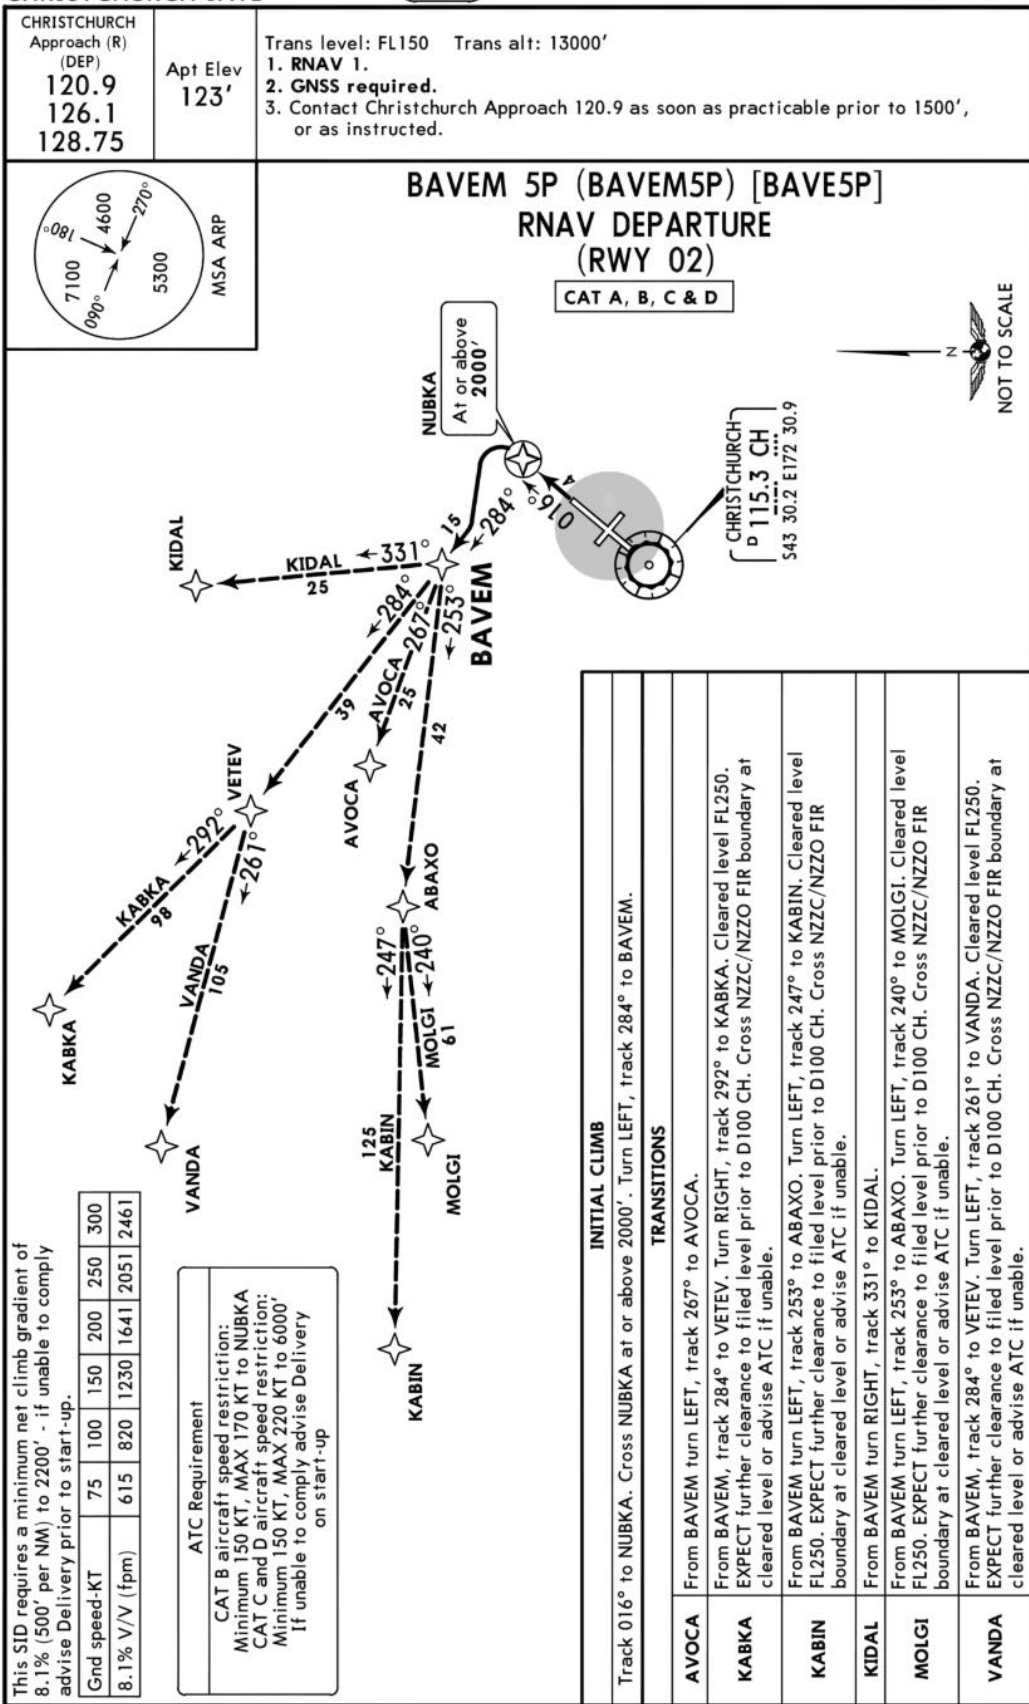 CHRISTCHURCH
Approach (R)
(DEP)
120.9
126.1
128.75
Apt Elev
123'
Trans level: FL150 Trans alt: 13000'
1. RNAV 1.
2. GNSS required.
3. Contact Christchurch Approach 120.9 as soon as practicable prior to 1500',
or as instructed.
BAVEM 5P (BAVEM5P) [BAVE5P]
RNAV DEPARTURE
(RWY 02)
CAT A, B, C & D
270°
4600
180°
7100
090°
5300
MSA ARP
NOT TO SCALE
N
NUBKA
At or above
2000'
4
016°
CHRISTCHURCH
D 115.3 CH
S43 30.2 E172 30.9
15
284°
BAVEM
KIDAL
KIDAL
331°
25
284°
39
267°
AVOCA
25
AVOCA
253°
42
VETEV
292°
KABKA
98
KABKA
261°
VANDA
105
VANDA
ABAXO
247°
125
KABIN
KABIN
240°
MOLGI
61
MOLGI
This SID requires a minimum net climb gradient of
8.1% (500' per NM) to 2200' - if unable to comply
advise Delivery prior to start-up.
Gnd speed-KT 75 100 150 200 250 300
8.1% V/V (fpm) 615 820 1230 1641 2051 2461
ATC Requirement
CAT B aircraft speed restriction:
Minimum 150 KT, MAX 170 KT to NUBKA
CAT C and D aircraft speed restriction:
Minimum 150 KT, MAX 220 KT to 6000'
If unable to comply advise Delivery
on start-up
INITIAL CLIMB
Track 016° to NUBKA. Cross NUBKA at or above 2000'. Turn LEFT, track 284° to BAVEM.
TRANSITIONS
AVOCA From BAVEM turn LEFT, track 267° to AVOCA.
KABKA From BAVEM, track 284° to VETEV. Turn RIGHT, track 292° to KABKA. Cleared level FL250.
EXPECT further clearance to filed level prior to D100 CH. Cross NZZC/NZZO FIR boundary at
cleared level or advise ATC if unable.
KABIN From BAVEM turn LEFT, track 253° to ABAXO. Turn LEFT, track 247° to KABIN. Cleared level
FL250. EXPECT further clearance to filed level prior to D100 CH. Cross NZZC/NZZO FIR
boundary at cleared level or advise ATC if unable.
KIDAL From BAVEM turn RIGHT, track 331° to KIDAL.
MOLGI From BAVEM turn LEFT, track 253° to ABAXO. Turn LEFT, track 240° to MOLGI. Cleared level
FL250. EXPECT further clearance to filed level prior to D100 CH. Cross NZZC/NZZO FIR
boundary at cleared level or advise ATC if unable.
VANDA From BAVEM, track 284° to VETEV. Turn LEFT, track 261° to VANDA. Cleared level FL250.
EXPECT further clearance to filed level prior to D100 CH. Cross NZZC/NZZO FIR boundary at
cleared level or advise ATC if unable.